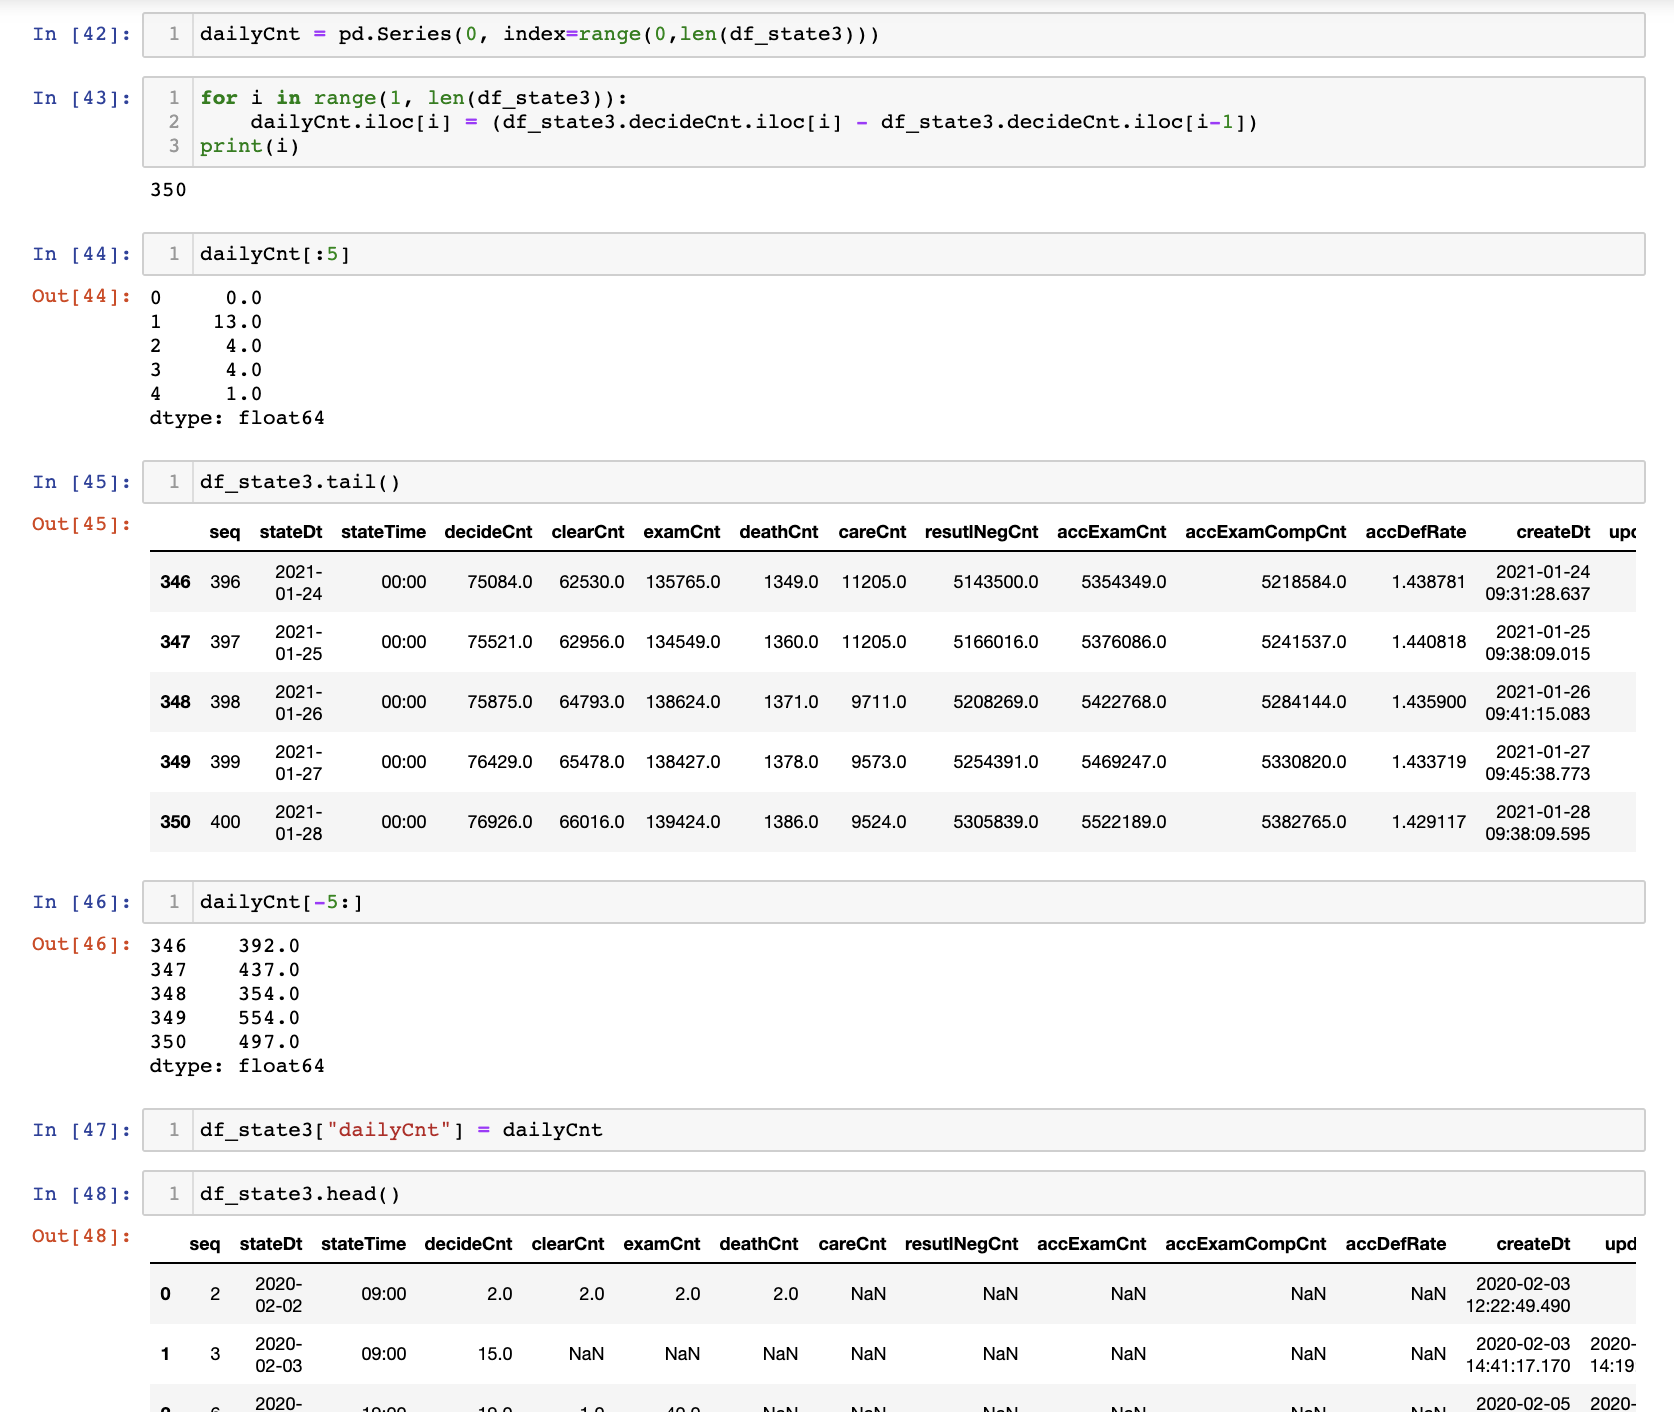 In [42]: 1 dailyCnt = pd.Series(0, index=range(0,len(df_state3)))
In [43]: 1 for i in range(1, len(df_state3)):
2     dailyCnt.iloc[i] = (df_state3.decideCnt.iloc[i] - df_state3.decideCnt.iloc[i-1])
3 print(i)
350
In [44]: 1 dailyCnt[:5]
Out[44]: 0 0.0
1 13.0
2 4.0
3 4.0
4 1.0
dtype: float64
In [45]: 1 df_state3.tail()
Out[45]:
seq stateDt stateTime decideCnt clearCnt examCnt deathCnt careCnt resutlNegCnt accExamCnt accExamCompCnt accDefRate createDt upd
346 396 2021-01-24 00:00 75084.0 62530.0 135765.0 1349.0 11205.0 5143500.0 5354349.0 5218584.0 1.438781 2021-01-24 09:31:28.637
347 397 2021-01-25 00:00 75521.0 62956.0 134549.0 1360.0 11205.0 5166016.0 5376086.0 5241537.0 1.440818 2021-01-25 09:38:09.015
348 398 2021-01-26 00:00 75875.0 64793.0 138624.0 1371.0 9711.0 5208269.0 5422768.0 5284144.0 1.435900 2021-01-26 09:41:15.083
349 399 2021-01-27 00:00 76429.0 65478.0 138427.0 1378.0 9573.0 5254391.0 5469247.0 5330820.0 1.433719 2021-01-27 09:45:38.773
350 400 2021-01-28 00:00 76926.0 66016.0 139424.0 1386.0 9524.0 5305839.0 5522189.0 5382765.0 1.429117 2021-01-28 09:38:09.595
In [46]: 1 dailyCnt[-5:]
Out[46]: 346 392.0
347 437.0
348 354.0
349 554.0
350 497.0
dtype: float64
In [47]: 1 df_state3["dailyCnt"] = dailyCnt
In [48]: 1 df_state3.head()
Out[48]:
seq stateDt stateTime decideCnt clearCnt examCnt deathCnt careCnt resutlNegCnt accExamCnt accExamCompCnt accDefRate createDt upd
0 2 2020-02-02 09:00 2.0 2.0 2.0 2.0 NaN NaN NaN NaN NaN 2020-02-03 12:22:49.490
1 3 2020-02-03 09:00 15.0 NaN NaN NaN NaN NaN NaN NaN NaN 2020-02-03 14:41:17.170 2020- 14:19
2020- 2020-02-05 2020-